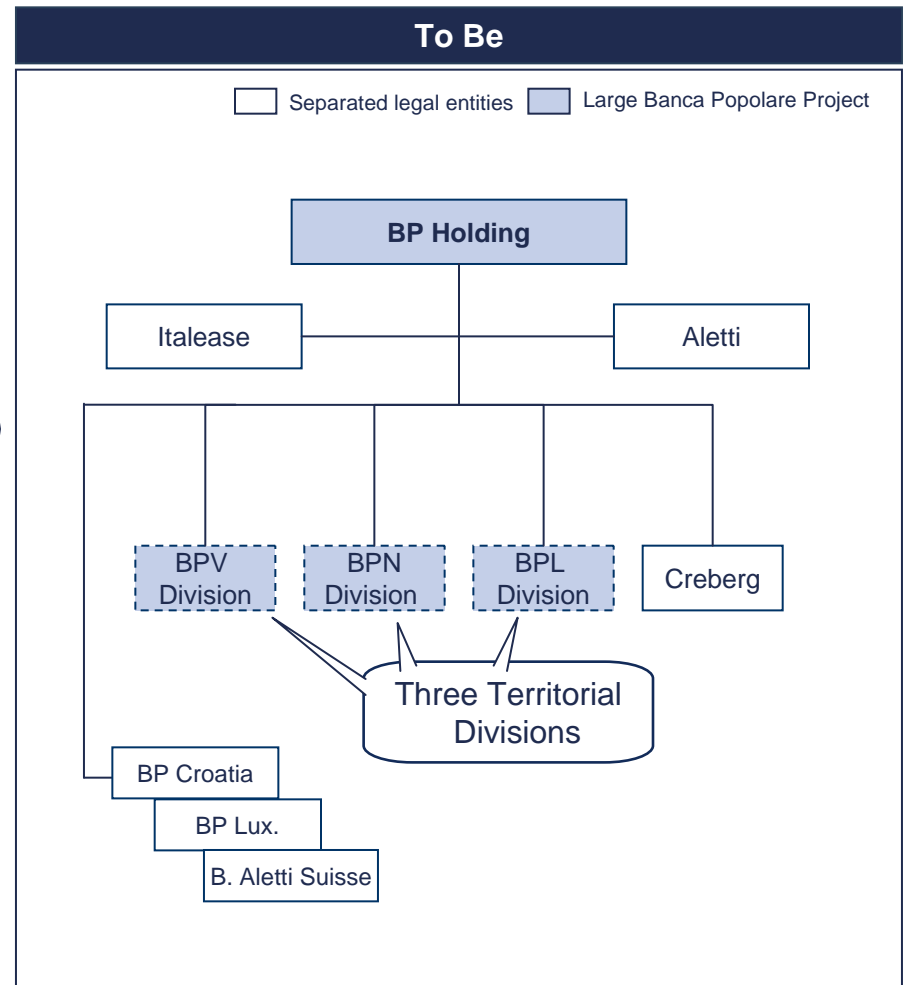 To Be
Separated legal entities
Large Banca Popolare Project
BP Holding
Italease
Aletti
BPV
Division
BPN
Division
BPL
Division
Creberg
Three Territorial
Divisions
BP Croatia
BP Lux.
B. Aletti Suisse